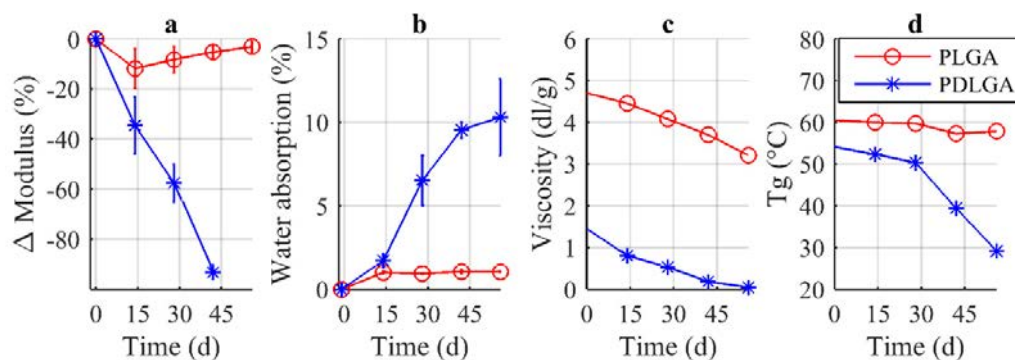 a b c d
Δ Modulus (%)
0
-20
-40
-60
-80
0 15 30 45
Time (d)
Water absorption (%)
15
10
5
0
0 15 30 45
Time (d)
Viscosity (dl/g)
6
5
4
3
2
1
0
0 15 30 45
Time (d)
Tg (°C)
80
70
60
50
40
30
20
0 15 30 45
Time (d)
PLGA
PDLGA